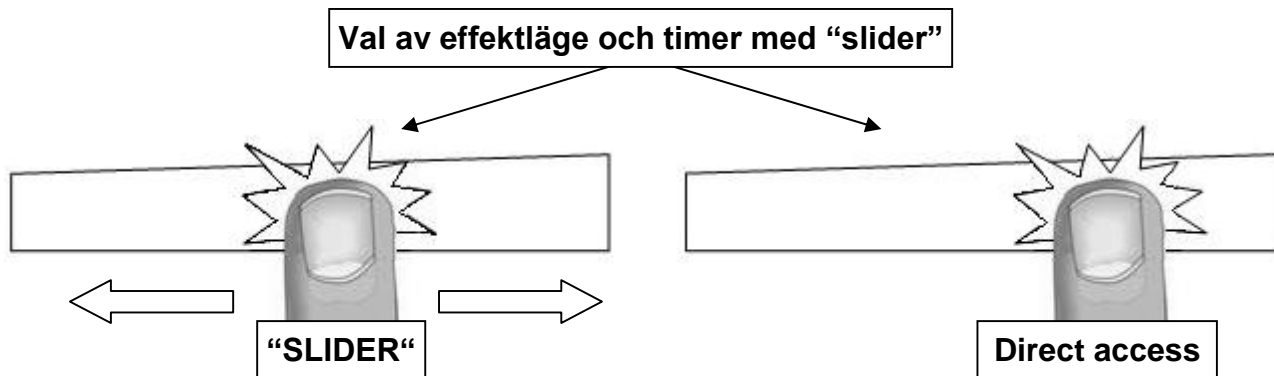 Val av effektläge och timer med “slider”
“SLIDER“
Direct access